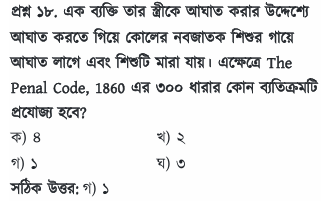 প্রশ্ন ১৮. এক ব্যক্তি তার স্ত্রীকে আঘাত করার উদ্দেশ্যে
আঘাত করতে গিয়ে কোলের নবজাতক শিশুর গায়ে
আঘাত লাগে এবং শিশুটি মারা যায়। এক্ষেত্রে The
Penal Code, 1860 এর ৩০০ ধারার কোন ব্যতিক্রমটি
প্রযোজ্য হবে?
ক) ৪ খ) ২
গ) ১ ঘ) ৩
সঠিক উত্তর: গ) ১